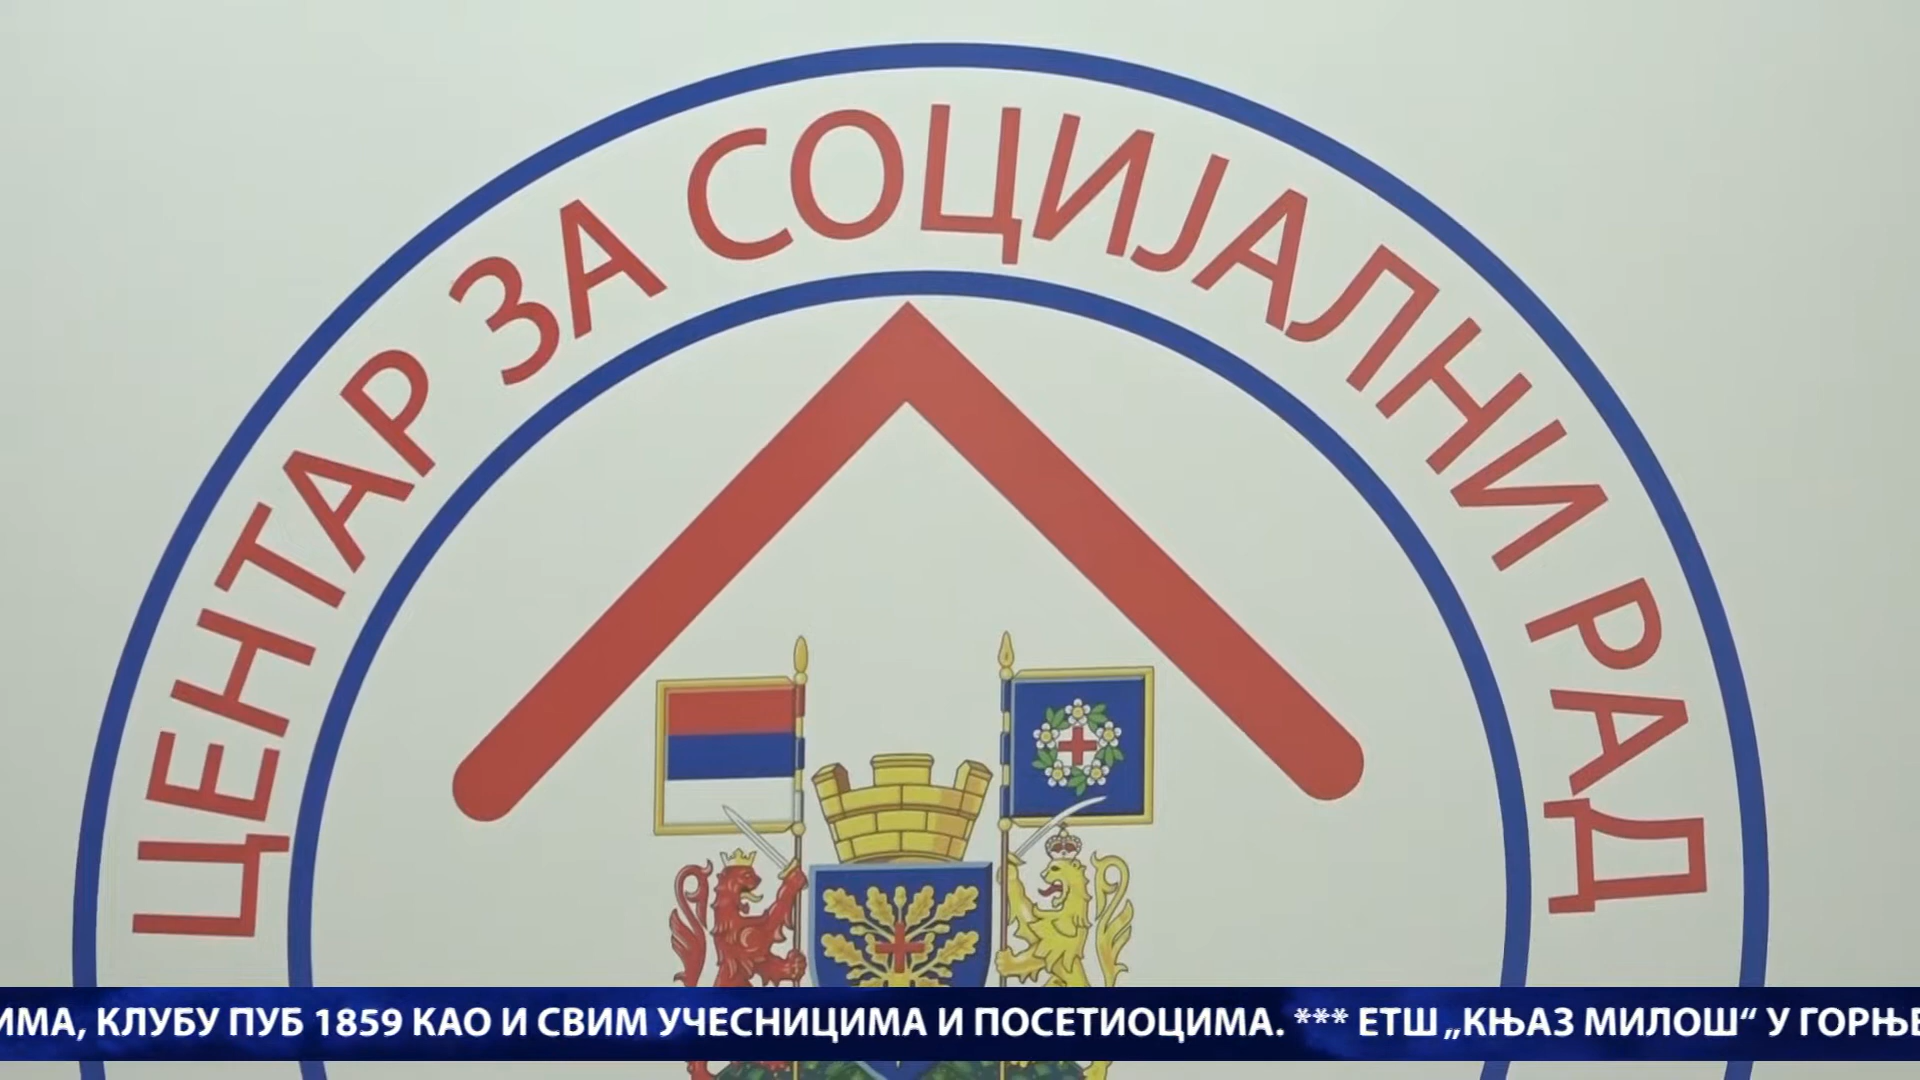 ЦЕНТАР ЗА СОЦИЈАЛНИ РАД
ИМА, КЛУБУ ПУБ 1859 КАО И СВИМ УЧЕСНИЦИМА И ПОСЕТИОЦИМА. *** ЕТШ „КЊАЗ МИЛОШ“ У ГОРЊЕ